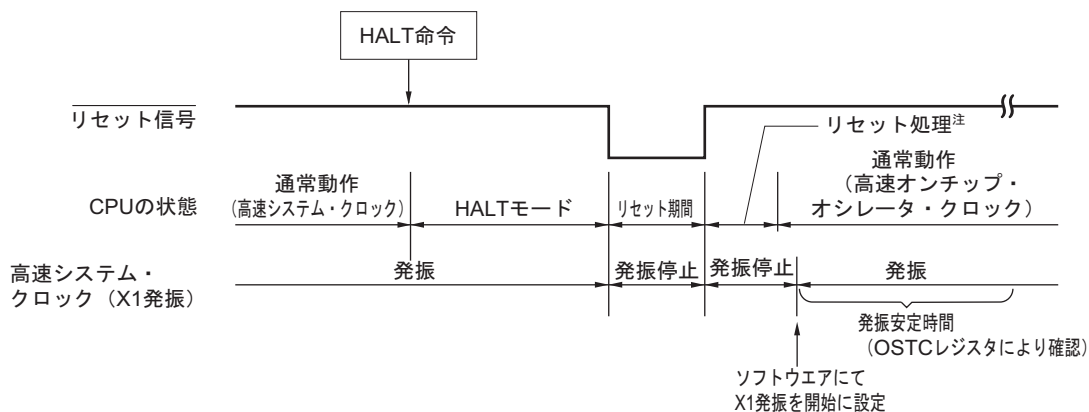 HALT命令
リセット信号
リセット処理注
CPUの状態
通常動作
(高速システム・クロック)
HALTモード
リセット期間
通常動作
(高速オンチップ・
オシレータ・クロック)
高速システム・
クロック(X1発振)
発振
発振停止
発振停止
発振
発振安定時間
(OSTCレジスタにより確認)
ソフトウエアにて
X1発振を開始に設定